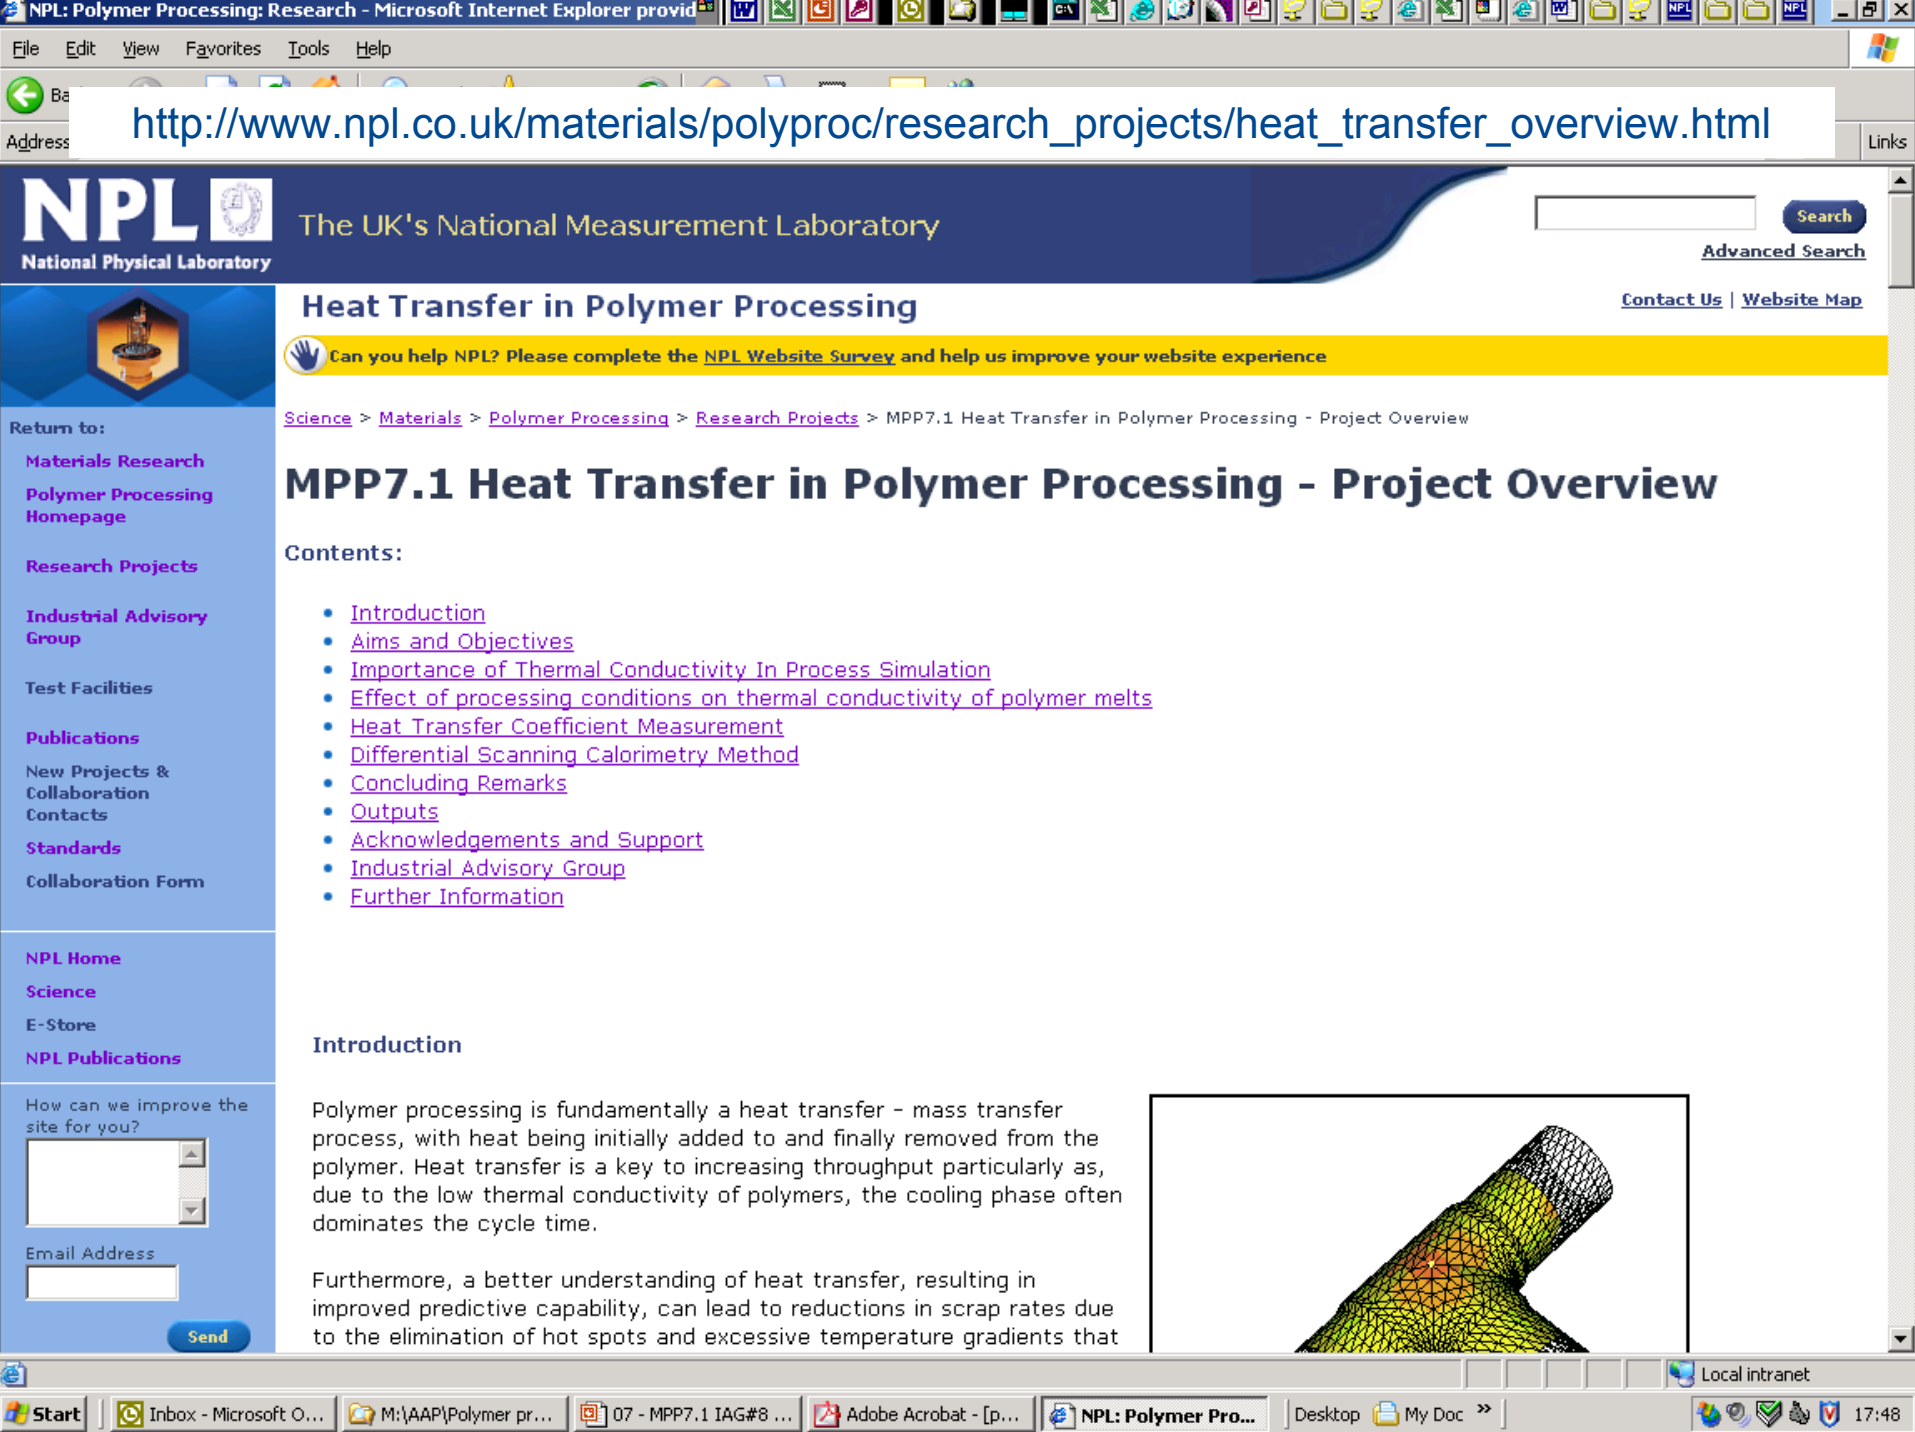 NPL: Polymer Processing: Research - Microsoft Internet Explorer provid
File Edit View Favorites Tools Help
Ba
Address
http://www.npl.co.uk/materials/polyproc/research_projects/heat_transfer_overview.html
Links
NPL
National Physical Laboratory
The UK's National Measurement Laboratory
Search
Advanced Search
Heat Transfer in Polymer Processing
Contact Us | Website Map
Can you help NPL? Please complete the NPL Website Survey and help us improve your website experience
Science > Materials > Polymer Processing > Research Projects > MPP7.1 Heat Transfer in Polymer Processing - Project Overview
Return to:
Materials Research
Polymer Processing
Homepage
Research Projects
Industrial Advisory
Group
Test Facilities
Publications
New Projects &
Collaboration
Contacts
Standards
Collaboration Form
NPL Home
Science
E-Store
NPL Publications
How can we improve the
site for you?
Email Address
Send
MPP7.1 Heat Transfer in Polymer Processing - Project Overview
Contents:
Introduction
Aims and Objectives
Importance of Thermal Conductivity In Process Simulation
Effect of processing conditions on thermal conductivity of polymer melts
Heat Transfer Coefficient Measurement
Differential Scanning Calorimetry Method
Concluding Remarks
Outputs
Acknowledgements and Support
Industrial Advisory Group
Further Information
Introduction
Polymer processing is fundamentally a heat transfer – mass transfer
process, with heat being initially added to and finally removed from the
polymer. Heat transfer is a key to increasing throughput particularly as,
due to the low thermal conductivity of polymers, the cooling phase often
dominates the cycle time.
Furthermore, a better understanding of heat transfer, resulting in
improved predictive capability, can lead to reductions in scrap rates due
to the elimination of hot spots and excessive temperature gradients that
Local intranet
Start
Inbox - Microsoft O...
M:\AAP\Polymer pr...
07 - MPP7.1 IAG#8 ...
Adobe Acrobat - [p...
NPL: Polymer Pro...
Desktop
My Doc »
17:48